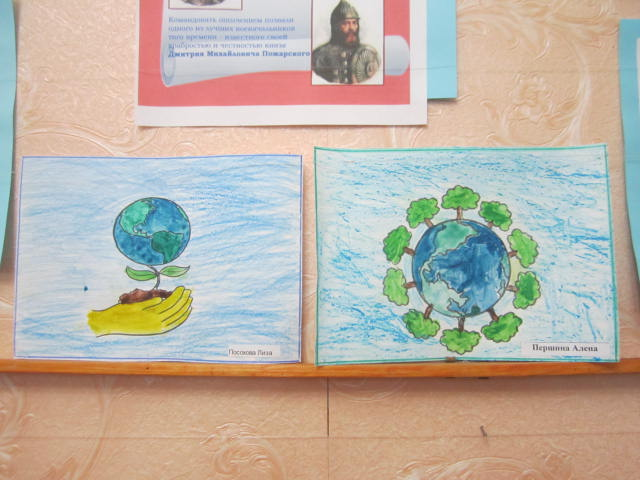 Командовать ополчением позвали
одного из лучших военачальников
того времени – известного своей
храбростью и честностью князя
Дмитрия Михайловича Пожарского
Посохова Лиза
Першина Алена